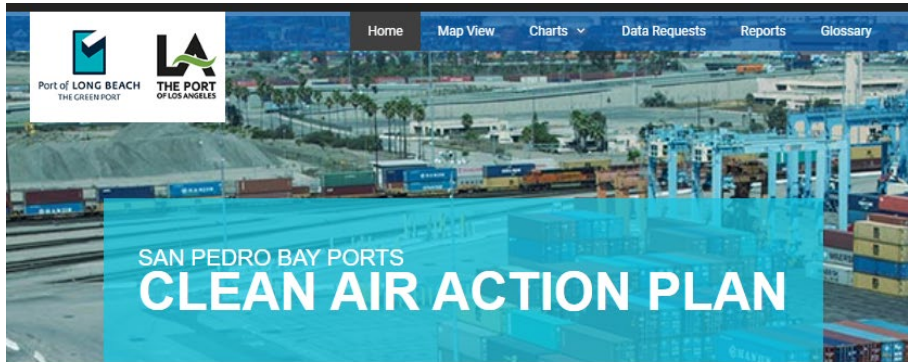 Home Map View Charts Data Requests Reports Glossary
Port of LONG BEACH
THE GREEN PORT
LA
THE PORT
OF LOS ANGELES
SAN PEDRO BAY PORTS
CLEAN AIR ACTION PLAN
HANJIN